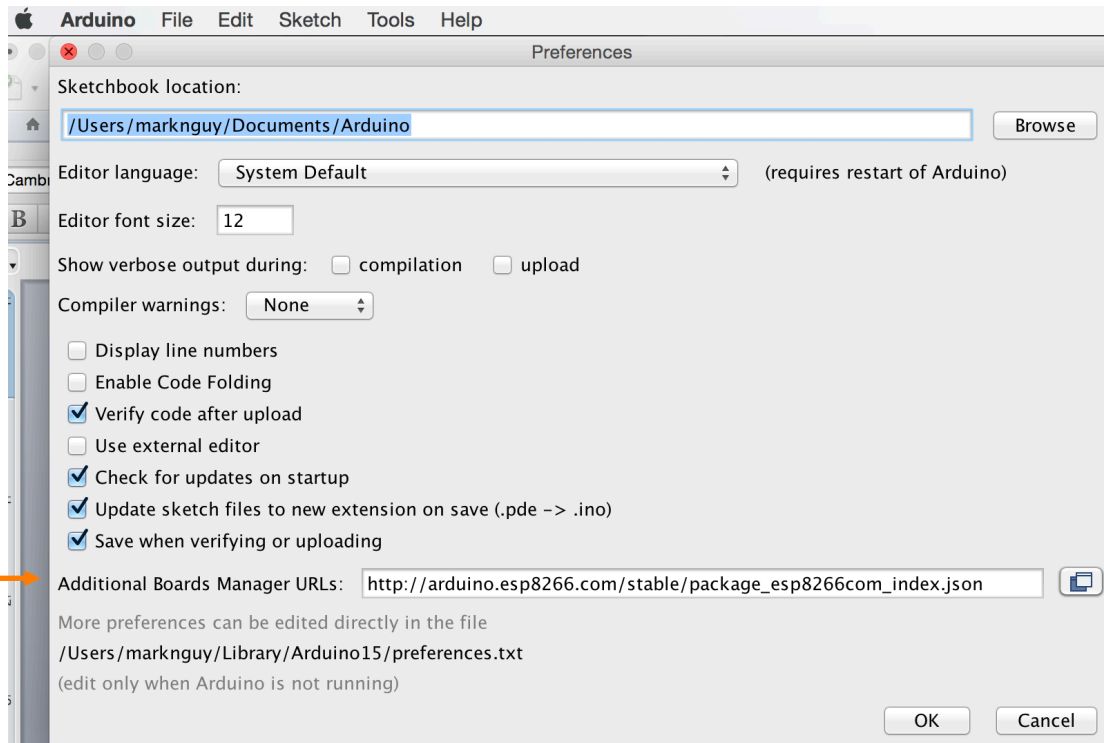 Arduino File Edit Sketch Tools Help
Preferences
Sketchbook location:
/Users/marknguy/Documents/Arduino Browse
Editor language: System Default (requires restart of Arduino)
Editor font size: 12
B
Show verbose output during: compilation upload
Compiler warnings: None
Display line numbers
Enable Code Folding
Verify code after upload
Use external editor
Check for updates on startup
Update sketch files to new extension on save (.pde -> .ino)
Save when verifying or uploading
Additional Boards Manager URLs: http://arduino.esp8266.com/stable/package_esp8266com_index.json
More preferences can be edited directly in the file
/Users/marknguy/Library/Arduino15/preferences.txt
(edit only when Arduino is not running)
OK Cancel